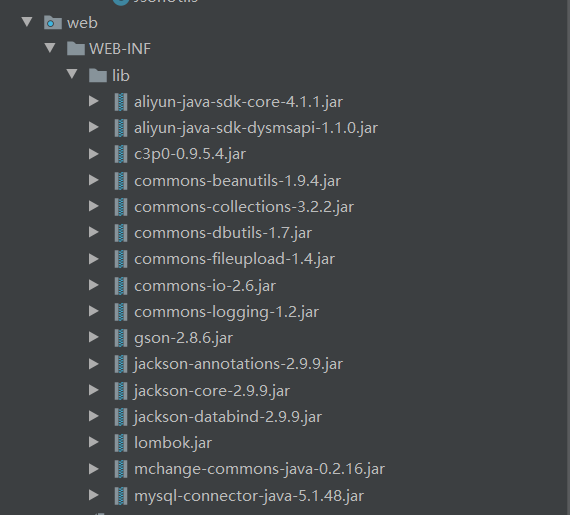 web
WEB-INF
lib
aliyun-java-sdk-core-4.1.1.jar
aliyun-java-sdk-dysmsapi-1.1.0.jar
c3p0-0.9.5.4.jar
commons-beanutils-1.9.4.jar
commons-collections-3.2.2.jar
commons-dbutils-1.7.jar
commons-fileupload-1.4.jar
commons-io-2.6.jar
commons-logging-1.2.jar
gson-2.8.6.jar
jackson-annotations-2.9.9.jar
jackson-core-2.9.9.jar
jackson-databind-2.9.9.jar
lombok.jar
mchange-commons-java-0.2.16.jar
mysql-connector-java-5.1.48.jar